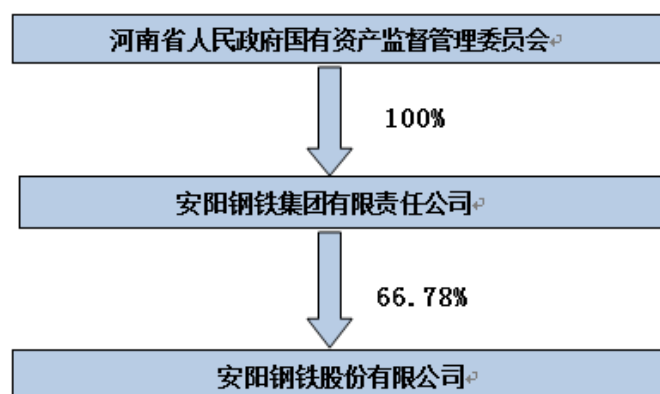 河南省人民政府国有资产监督管理委员会
100%
安阳钢铁集团有限责任公司
66.78%
安阳钢铁股份有限公司